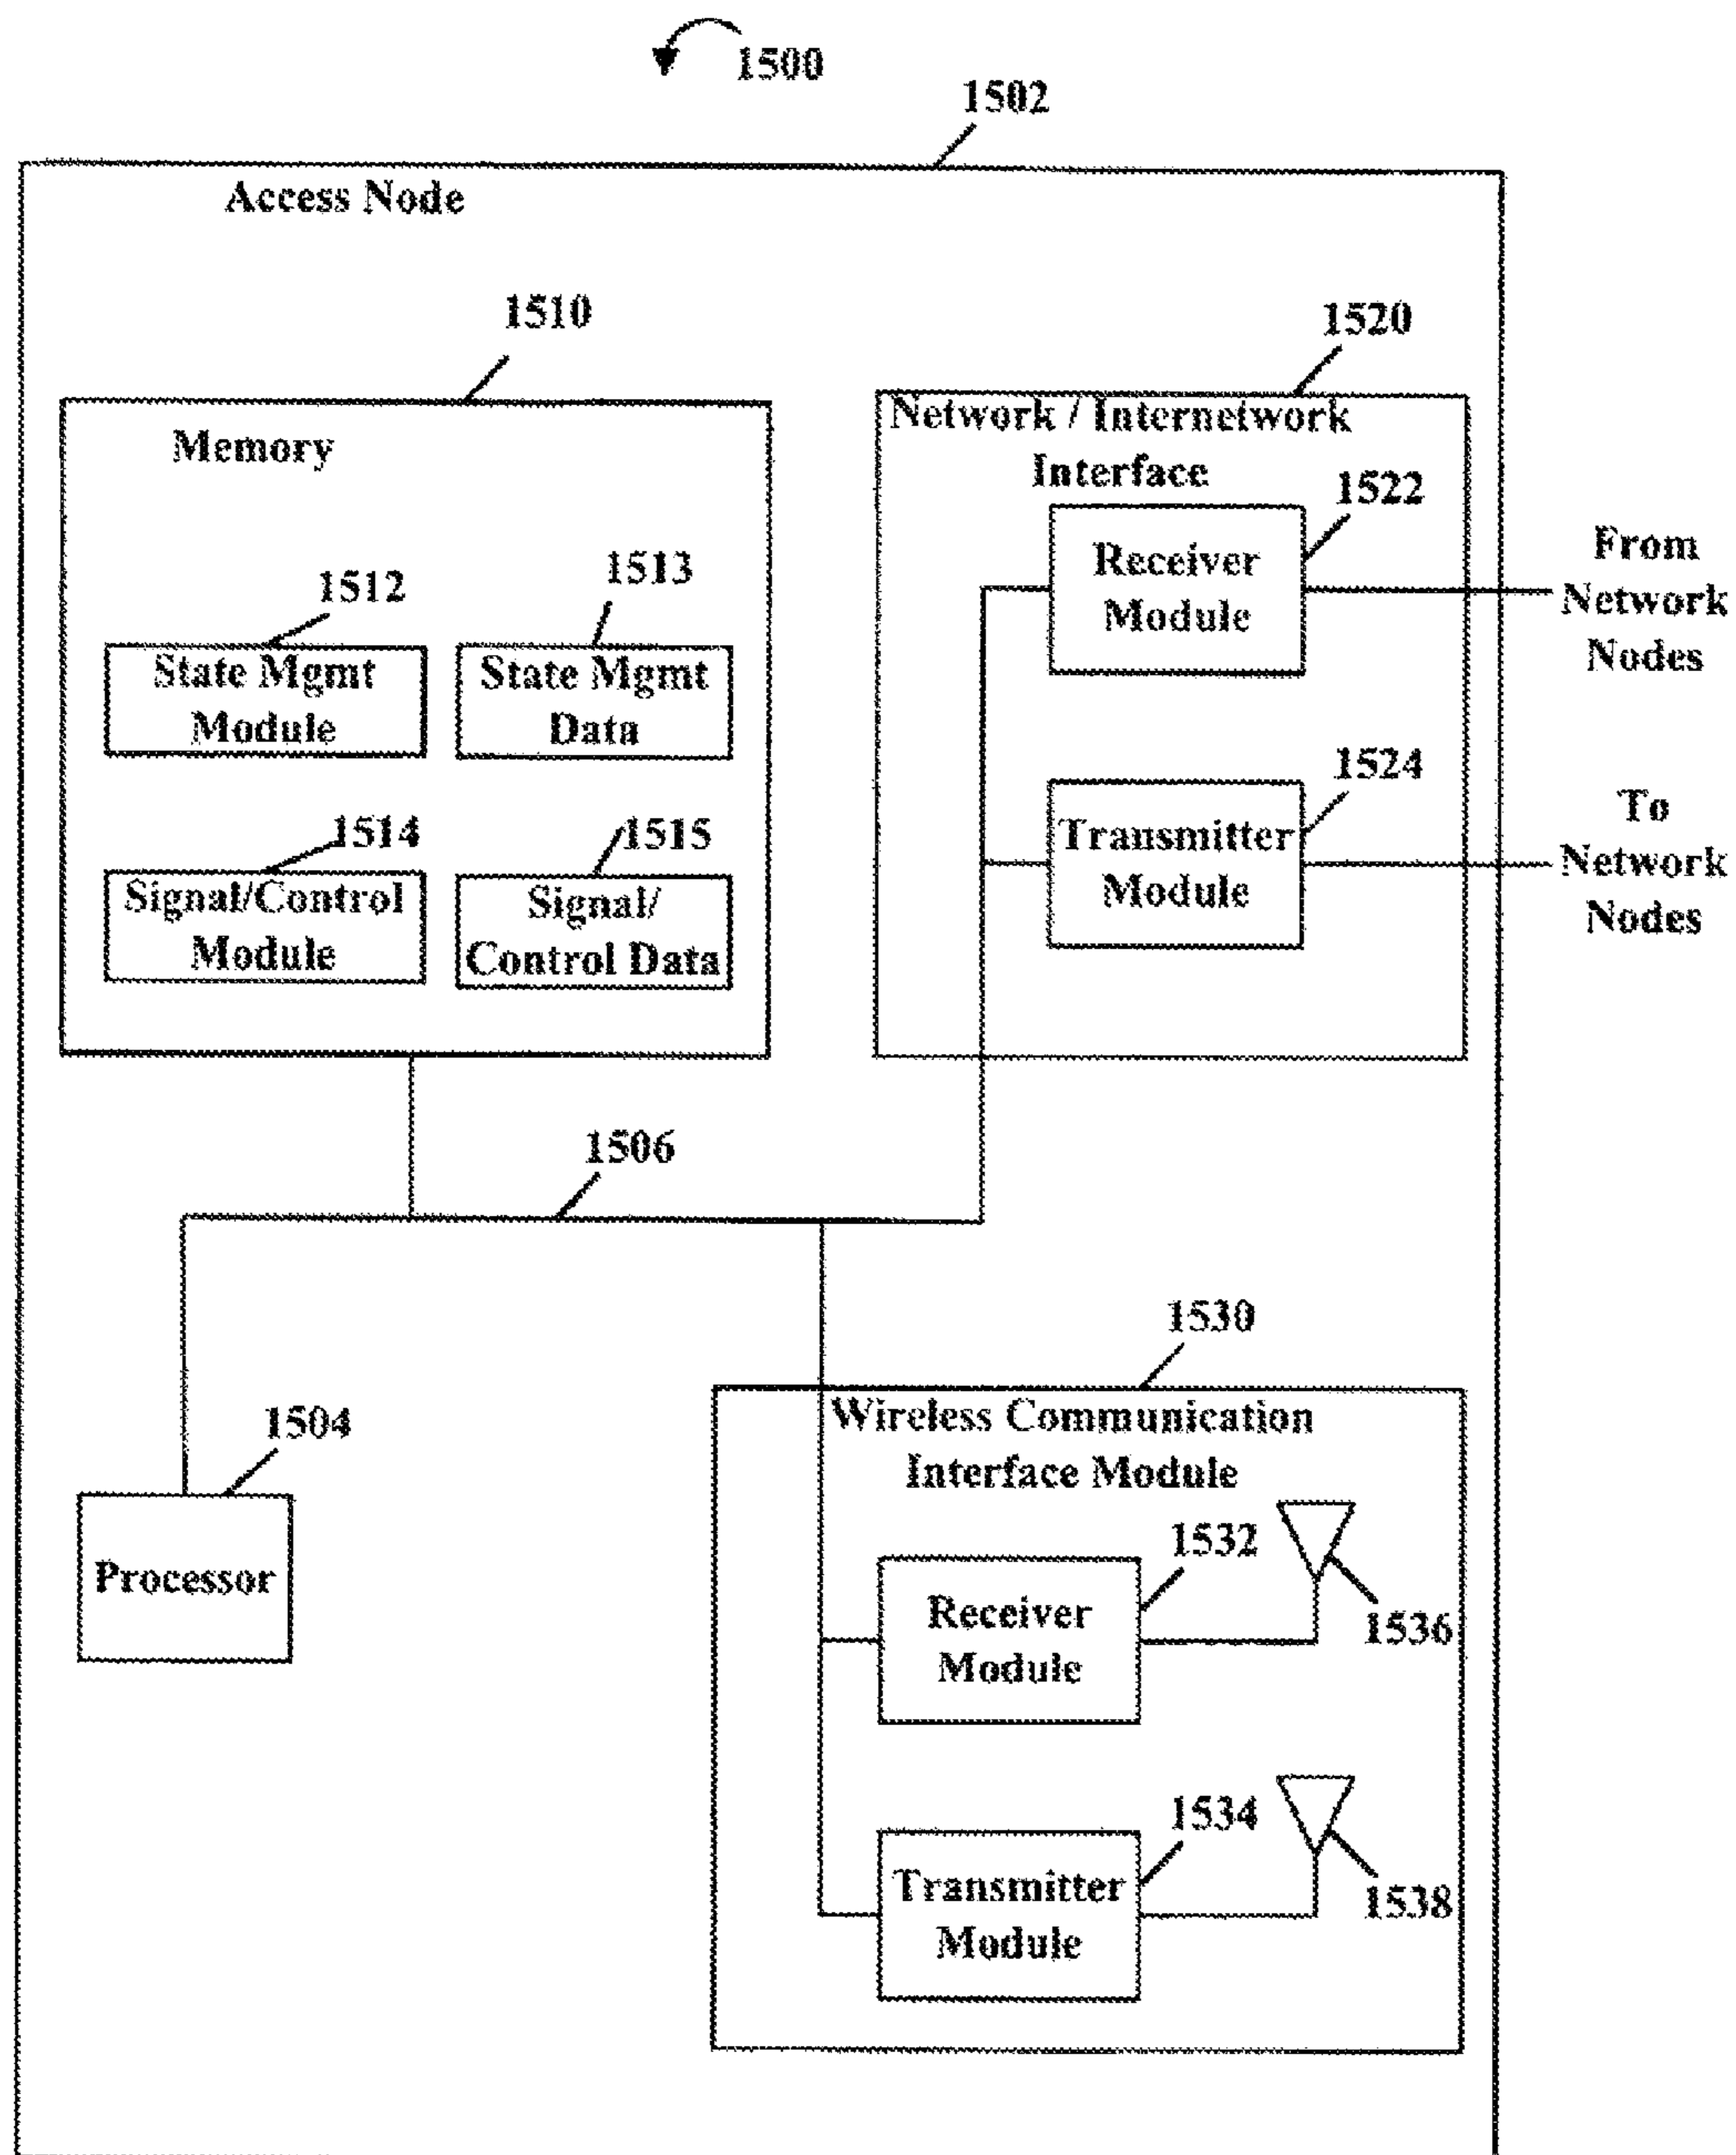 1500
1502
Access Node
1510
Memory
1512
State Mgmt
Module
1513
State Mgmt
Data
1514
Signal/Control
Module
1515
Signal/
Control Data
1520
Network / Internetwork
Interface
1522
Receiver
Module
From
Network
Nodes
1524
Transmitter
Module
To
Network
Nodes
1506
1504
Processor
1530
Wireless Communication
Interface Module
1532
Receiver
Module
1536
1534
Transmitter
Module
1538